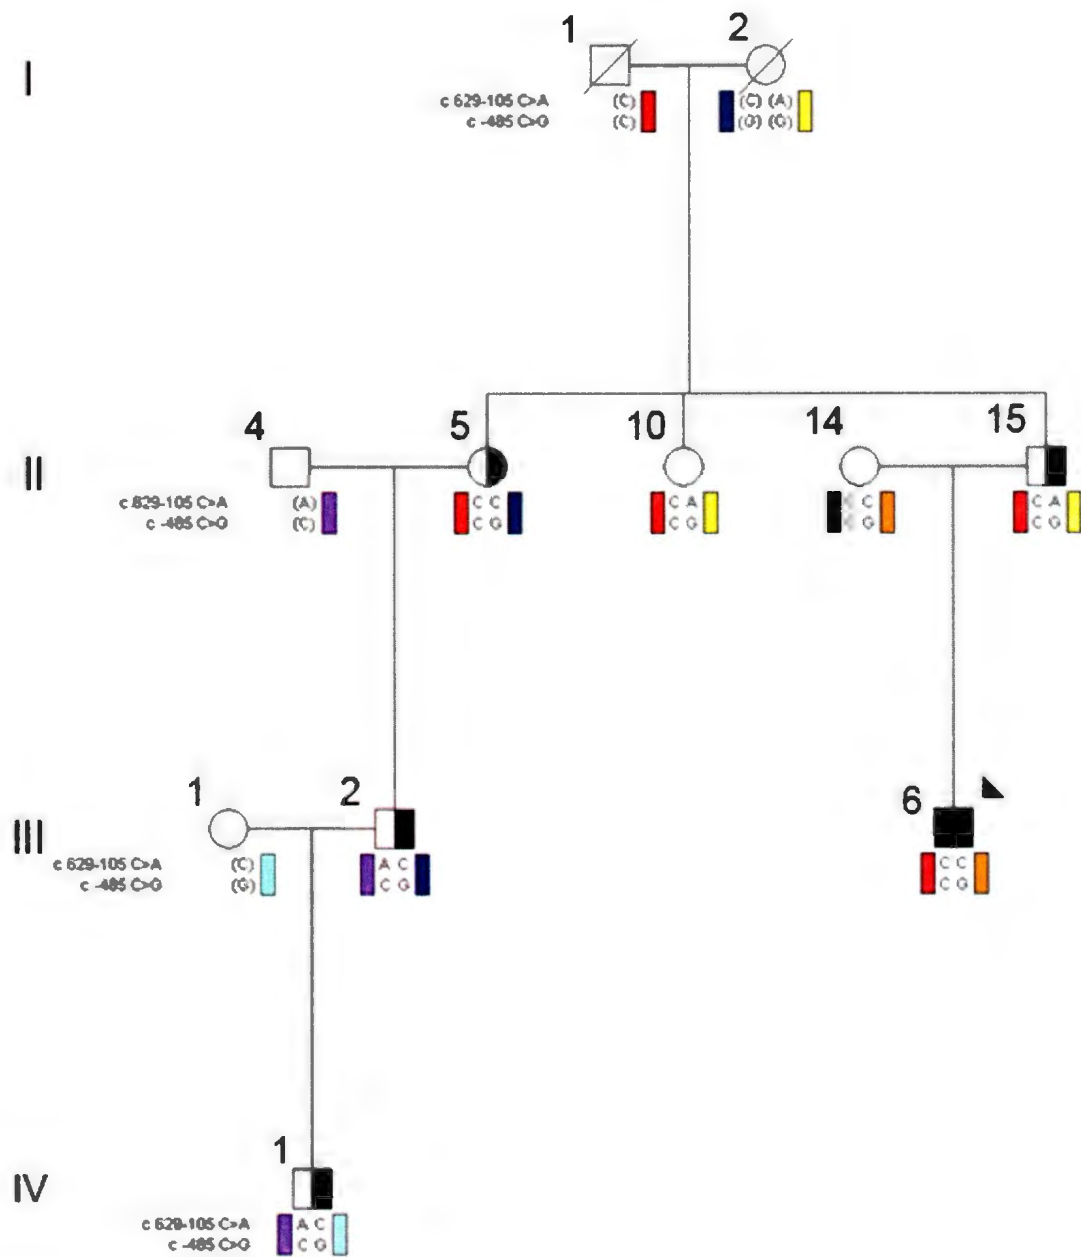 1 2
I
c 629-105 C>A (C) (C) (A)
c -485 C>G (C) (G) (G)
4 5 10 14 15
II
c 629-105 C>A (A) C C C A C C A
c -485 C>G (C) C G C G G C G
1 2 6
III
c 629-105 C>A (C) A C C C
c -485 C>G (G) C G C G
1
IV
c 629-105 C>A A C
c -485 C>G C G